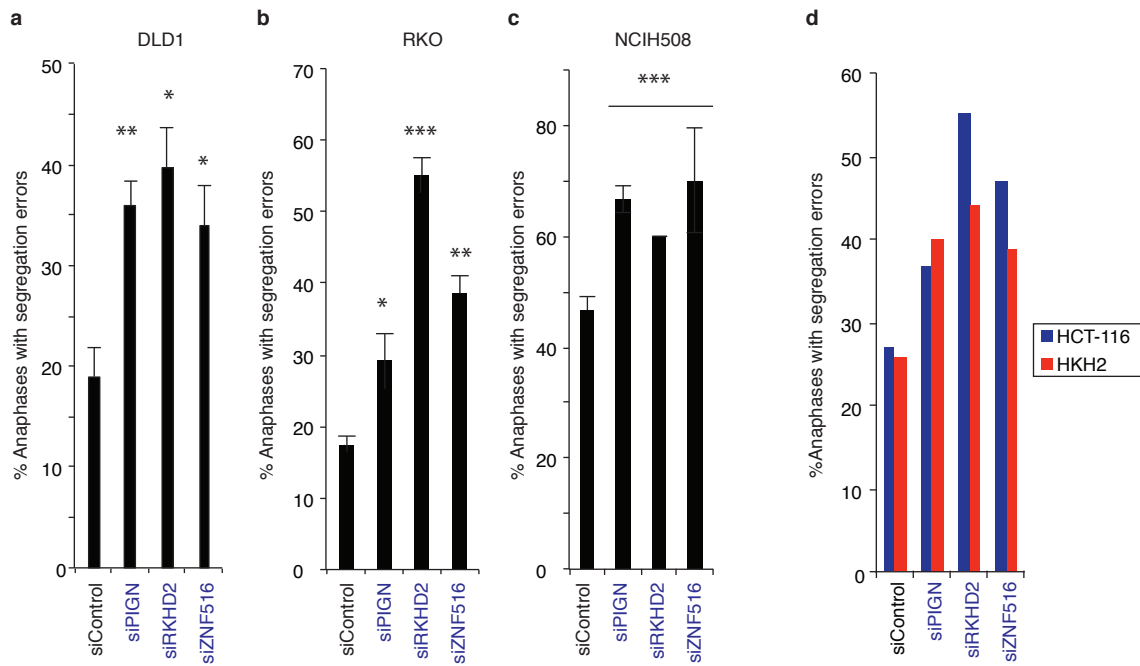 a
DLD1
% Anaphases with segregation errors
50
40
30
20
10
0
**
*
*
siControl
siPIGN
siRKHD2
siZNF516
b
RKO
% Anaphases with segregation errors
70
60
50
40
30
20
10
0
*
***
**
siControl
siPIGN
siRKHD2
siZNF516
c
NCIH508
% Anaphases with segregation errors
80
60
40
20
0
***
siControl
siPIGN
siRKHD2
siZNF516
d
%Anaphases with segregation errors
60
50
40
30
20
10
0
siControl
siPIGN
siRKHD2
siZNF516
HCT-116
HKH2